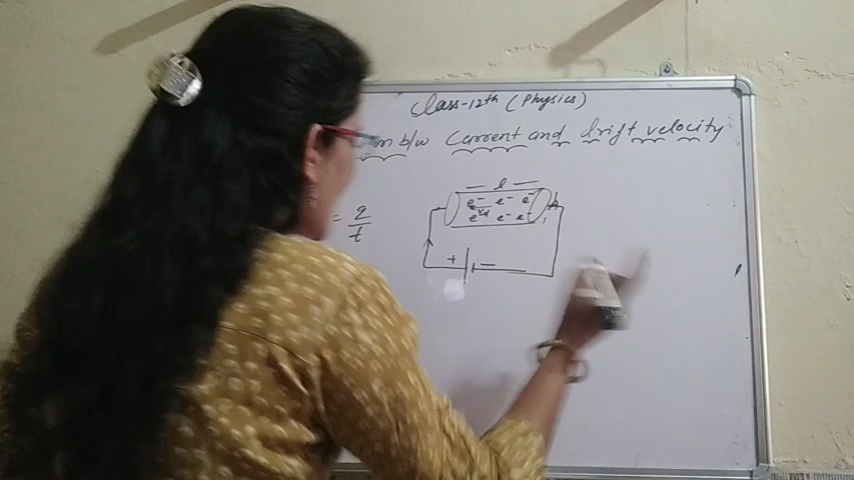 Class-12th (Physics)
b/w Current and drift velocity
— l —
e- e- e-
e- e- e-
= q/t
+ —